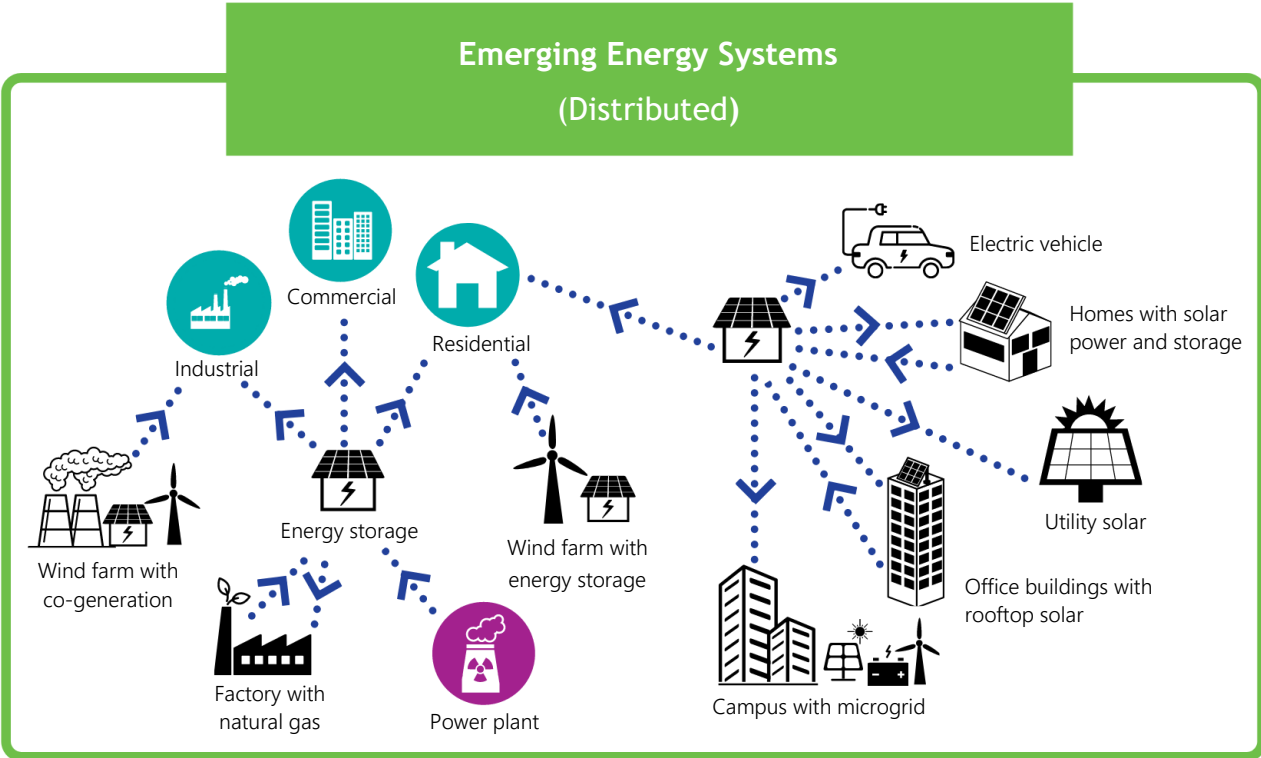 Emerging Energy Systems
(Distributed)
Electric vehicle
Commercial
Homes with solar
power and storage
Residential
Industrial
Energy storage
Utility solar
Wind farm with
energy storage
Wind farm with
co-generation
Office buildings with
rooftop solar
Factory with
natural gas
Power plant
Campus with microgrid